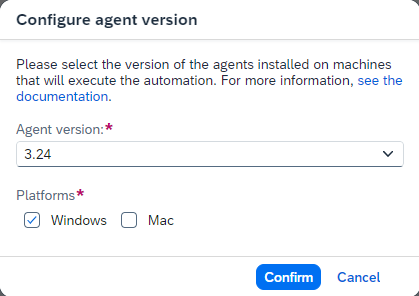 Configure agent version
Please select the version of the agents installed on machines
that will execute the automation. For more information, see the
documentation.
Agent version:*
3.24
Platforms*
Windows Mac
Confirm Cancel